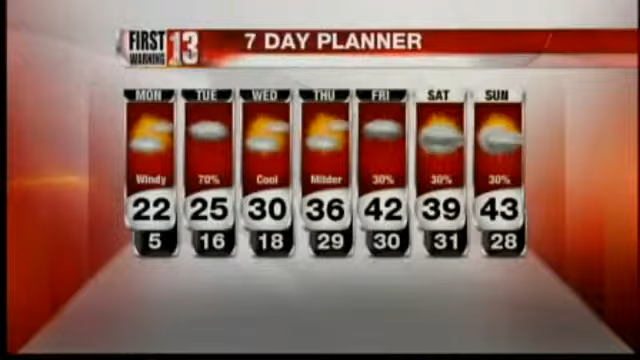 FIRST
WARNING
13
7 DAY PLANNER
MON TUE WED THU FRI SAT SUN
Windy 70% Cool Milder 30% 30% 30%
22 25 30 36 42 39 43
5 16 18 29 30 31 28